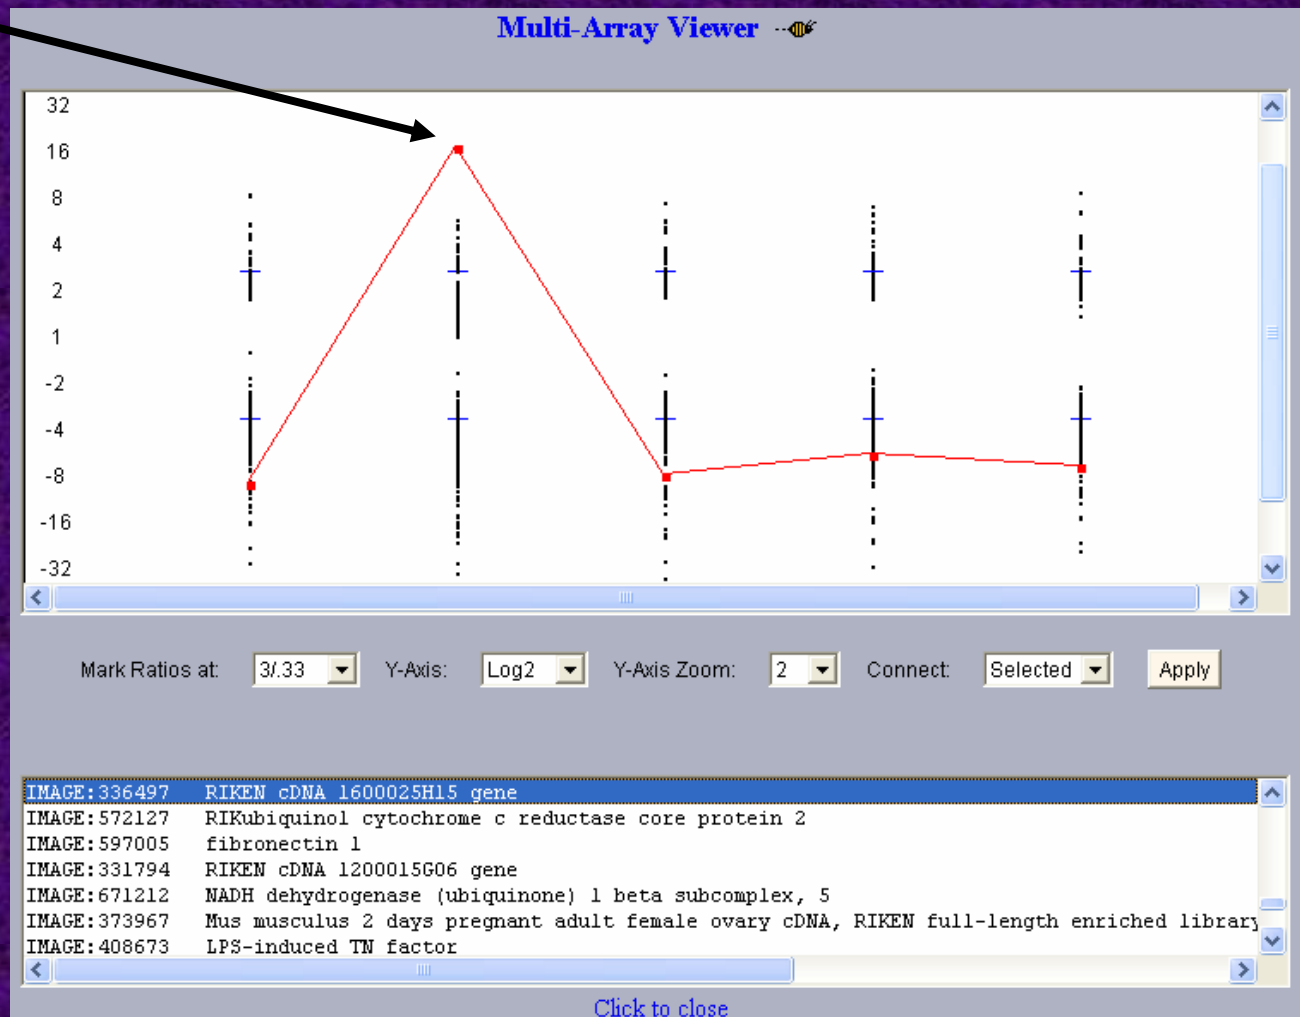 Multi-Array Viewer
32
16
8
4
2
1
-2
-4
-8
-16
-32
Mark Ratios at: 3/.33 Y-Axis: Log2 Y-Axis Zoom: 2 Connect: Selected Apply
IMAGE:336497 RIKEN cDNA 1600025H15 gene
IMAGE:572127 RIKubiquinol cytochrome c reductase core protein 2
IMAGE:597005 fibronectin 1
IMAGE:331794 RIKEN cDNA 1200015G06 gene
IMAGE:671212 NADH dehydrogenase (ubiquinone) 1 beta subcomplex, 5
IMAGE:373967 Mus musculus 2 days pregnant adult female ovary cDNA, RIKEN full-length enriched library
IMAGE:408673 LPS-induced TN factor
Click to close